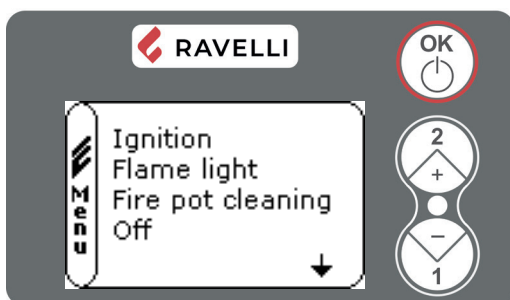 RAVELLI
OK
Menu
Ignition
Flame light
Fire pot cleaning
Off
2
+
−
1